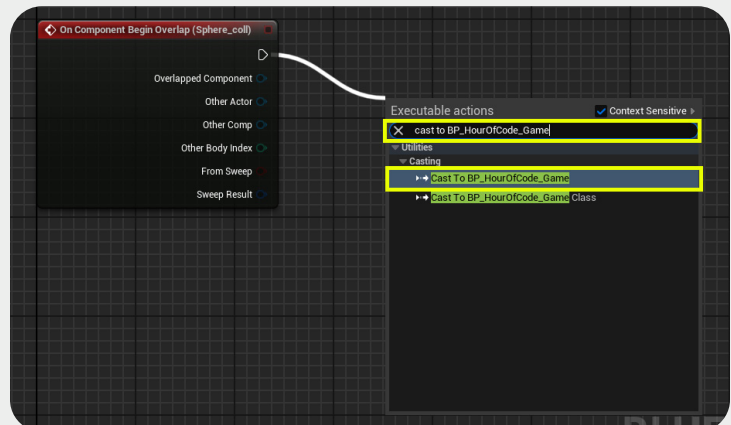 On Component Begin Overlap (Sphere_coll)
Overlapped Component
Other Actor
Other Comp
Other Body Index
From Sweep
Sweep Result
Executable actions
Context Sensitive
cast to BP_HourOfCode_Game
Utilities
Casting
Cast To BP_HourOfCode_Game
Cast To BP_HourOfCode_Game Class